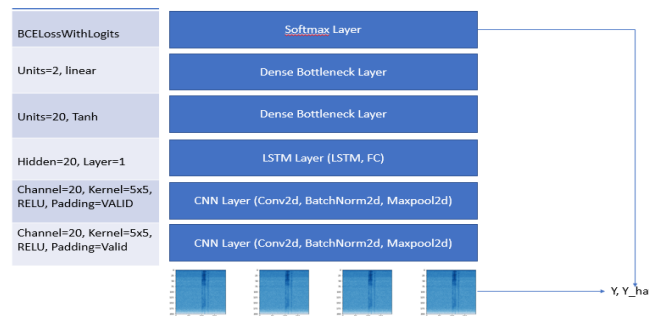 BCELossWithLogits
Softmax Layer
Units=2, linear
Dense Bottleneck Layer
Units=20, Tanh
Dense Bottleneck Layer
Hidden=20, Layer=1
LSTM Layer (LSTM, FC)
Channel=20, Kernel=5x5,
RELU, Padding=VALID
CNN Layer (Conv2d, BatchNorm2d, Maxpool2d)
Channel=20, Kernel=5x5,
RELU, Padding=Valid
CNN Layer (Conv2d, BatchNorm2d, Maxpool2d)
Y, Y_ha